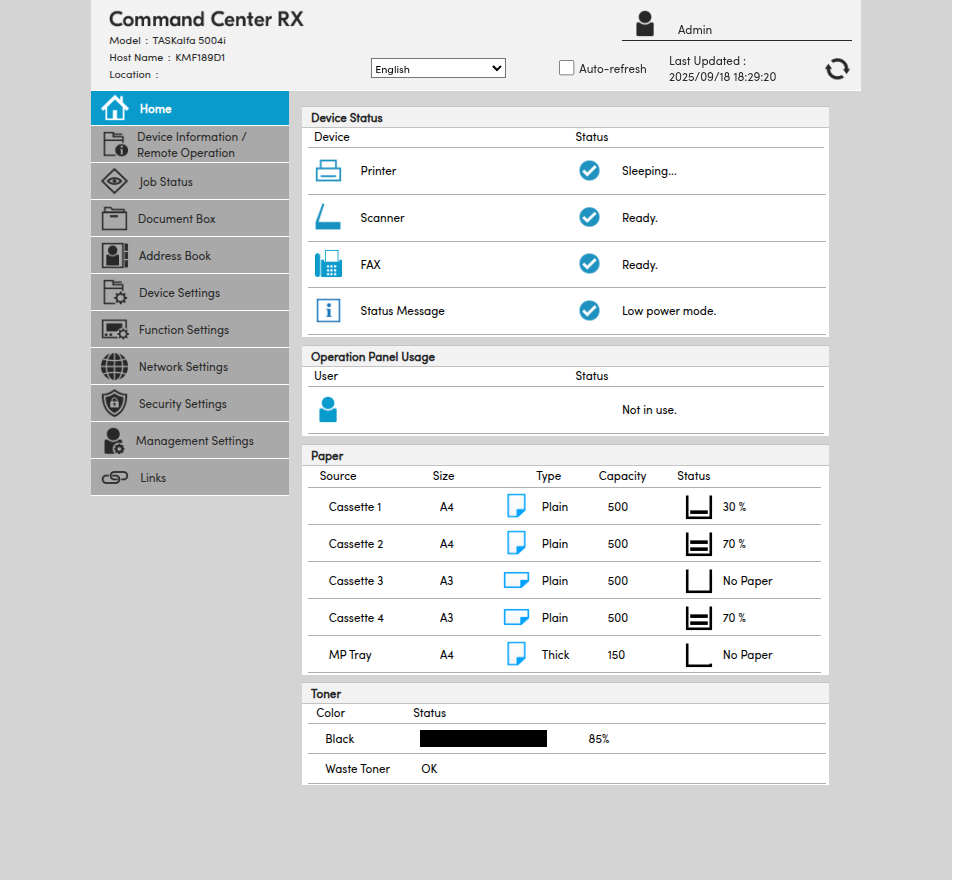 Command Center RX
Model : TASKalfa 5004i
Host Name : KMF189D1
Location :
English
Auto-refresh
Admin
Last Updated :
2025/09/18 18:29:20
Home
Device Information /
Remote Operation
Job Status
Document Box
Address Book
Device Settings
Function Settings
Network Settings
Security Settings
Management Settings
Links
Device Status
Device Status
Printer Sleeping...
Scanner Ready.
FAX Ready.
Status Message Low power mode.
Operation Panel Usage
User Status
Not in use.
Paper
Source Size Type Capacity Status
Cassette 1 A4 Plain 500 30 %
Cassette 2 A4 Plain 500 70 %
Cassette 3 A3 Plain 500 No Paper
Cassette 4 A3 Plain 500 70 %
MP Tray A4 Thick 150 No Paper
Toner
Color Status
Black 85%
Waste Toner OK